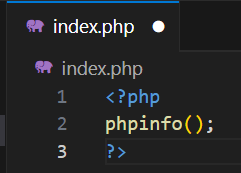 index.php
index.php
1 <?php
2 phpinfo();
3 ?>